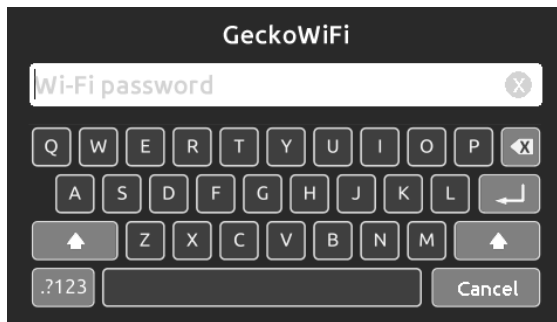 GeckoWiFi
Wi-Fi password
Q W E R T Y U I O P
A S D F G H J K L
Z X C V B N M
.?123 Cancel